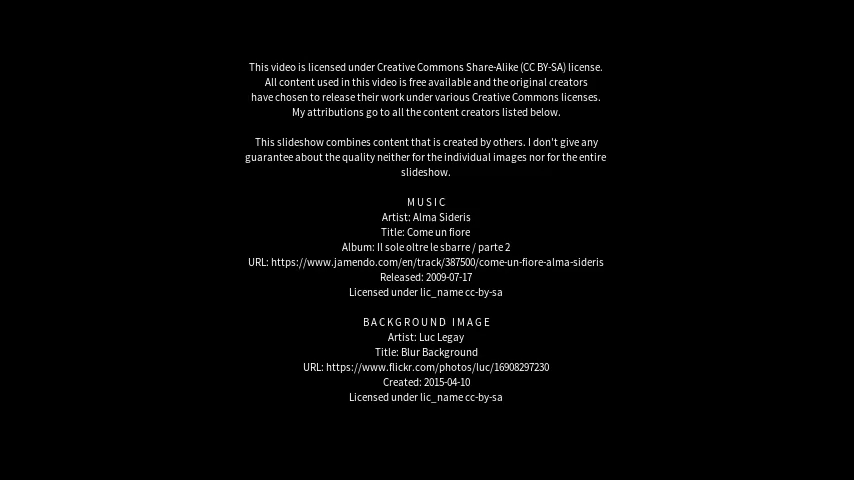 This video is licensed under Creative Commons Share-Alike (CC BY-SA) license.
All content used in this video is free available and the original creators
have chosen to release their work under various Creative Commons licenses.
My attributions go to all the content creators listed below.
This slideshow combines content that is created by others. I don't give any
guarantee about the quality neither for the individual images nor for the entire
slideshow.
MUSIC
Artist: Alma Sideris
Title: Come un fiore
Album: Il sole oltre le sbarre / parte 2
URL: https://www.jamendo.com/en/track/387500/come-un-fiore-alma-sideris
Released: 2009-07-17
Licensed under lic_name cc-by-sa
BACKGROUND IMAGE
Artist: Luc Legay
Title: Blur Background
URL: https://www.flickr.com/photos/luc/16908297230
Created: 2015-04-10
Licensed under lic_name cc-by-sa